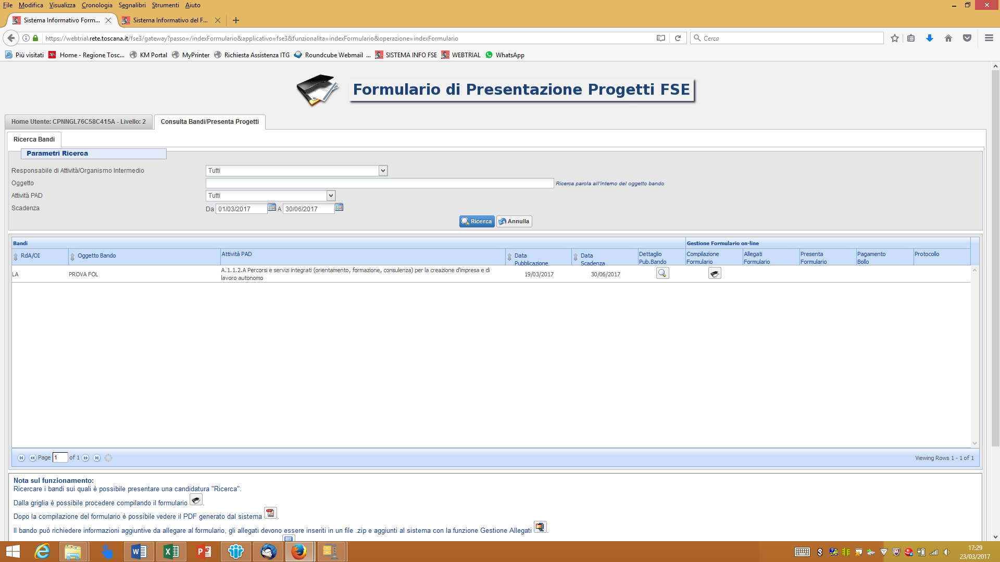 File Modifica Visualizza Cronologia Segnalibri Strumenti Aiuto
Sistema Informativo Form... Sistema Informativo del F...
https://webtrial.rete.toscana.it/fse3/gateway?passo=/indexFormulario&applicativo=fse3&funzionalita=indexFormulario&operazione=indexFormulario
Cerca
Più visitati Home - Regione Tosc... KM Portal MyPrinter Richiesta Assistenza ITG Roundcube Webmail ... SISTEMA INFO FSE WEBTRIAL WhatsApp
Formulario di Presentazione Progetti FSE
Home Utente: CPNNGL76C58C415A - Livello: 2 Consulta Bandi/Presenta Progetti
Ricerca Bandi
Parametri Ricerca
Responsabile di Attività/Organismo Intermedio Tutti
Oggetto Ricerca parola all'interno del oggetto bando
Attività PAD Tutti
Scadenza Da 01/03/2017 A 30/06/2017
Ricerca Annulla
Bandi Gestione Formulario on-line
RdA/OI Oggetto Bando Attività PAD Data Pubblicazione Data Scadenza Dettaglio Pub.Bando Compilazione Formulario Allegati Formulario Presenta Formulario Pagamento Bollo Protocollo
LA PROVA FOL A.1.1.2.A Percorsi e servizi integrati (orientamento, formazione, consulenza) per la creazione d'impresa e di 19/03/2017 30/06/2017
lavoro autonomo
Page 1 of 1 Viewing Rows 1 - 1 of 1
Nota sul funzionamento:
Ricercare i bandi sui quali è possibile presentare una candidatura "Ricerca".
Dalla griglia è possibile procedere compilando il formulario .
Dopo la compilazione del formulario è possibile vedere il PDF generato dal sistema .
Il bando può richiedere informazioni aggiuntive da allegare al formulario, gli allegati devono essere inseriti in un file .zip e aggiunti al sistema con la funzione Gestione Allegati .
17:29
23/03/2017